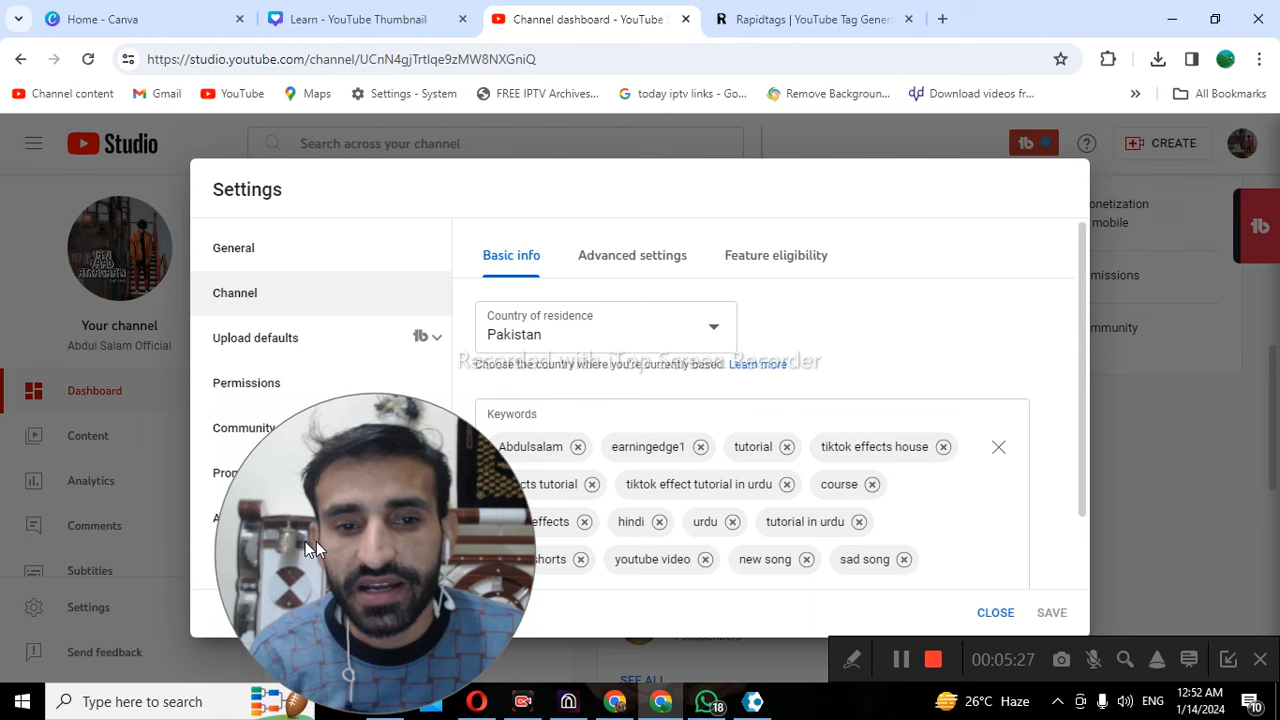 Home - Canva
Learn - YouTube Thumbnail
Channel dashboard - YouTube S
Rapidtags | YouTube Tag Gener
https://studio.youtube.com/channel/UCnN4gjTrtIqe9zMW8NXGniQ
Channel content
Gmail
YouTube
Maps
Settings - System
FREE IPTV Archives...
today iptv links - Go...
Remove Backgroun...
Download videos fr...
All Bookmarks
Studio
Search across your channel
CREATE
Settings
onetization
mobile
General
Basic info
Advanced settings
Feature eligibility
missions
Channel
Country of residence
Pakistan
Your channel
Abdul Salam Official
mmunity
Upload defaults
Recorded with iTop Screen Recorder
Choose the country where you're currently based. Learn more
Permissions
Dashboard
Keywords
Community
Content
Abdulsalam
earningedge1
tutorial
tiktok effects house
Analytics
cts tutorial
tiktok effect tutorial in urdu
course
Comments
effects
hindi
urdu
tutorial in urdu
Subtitles
shorts
youtube video
new song
sad song
Settings
CLOSE
SAVE
Send feedback
00:05:27
SEE ALL
Type here to search
18
26°C Haze
ENG
12:52 AM
1/14/2024
10